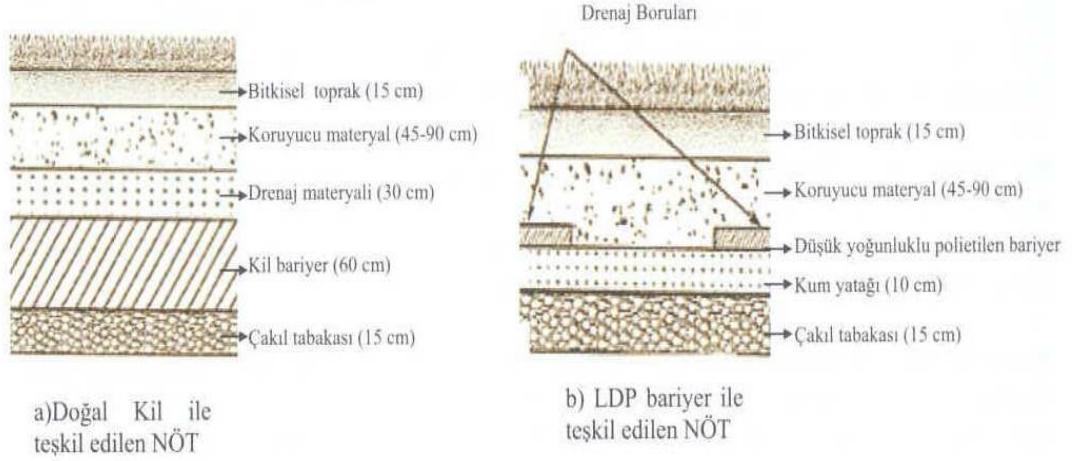 Drenaj Boruları
Bitkisel toprak (15 cm)
Koruyucu materyal (45-90 cm)
Drenaj materyali (30 cm)
Kil bariyer (60 cm)
Çakıl tabakası (15 cm)
a)Doğal Kil ile
teşkil edilen NÖT
Bitkisel toprak (15 cm)
Koruyucu materyal (45-90 cm)
Düşük yoğunluklu polietilen bariyer
Kum yatağı (10 cm)
Çakıl tabakası (15 cm)
b) LDP bariyer ile
teşkil edilen NÖT